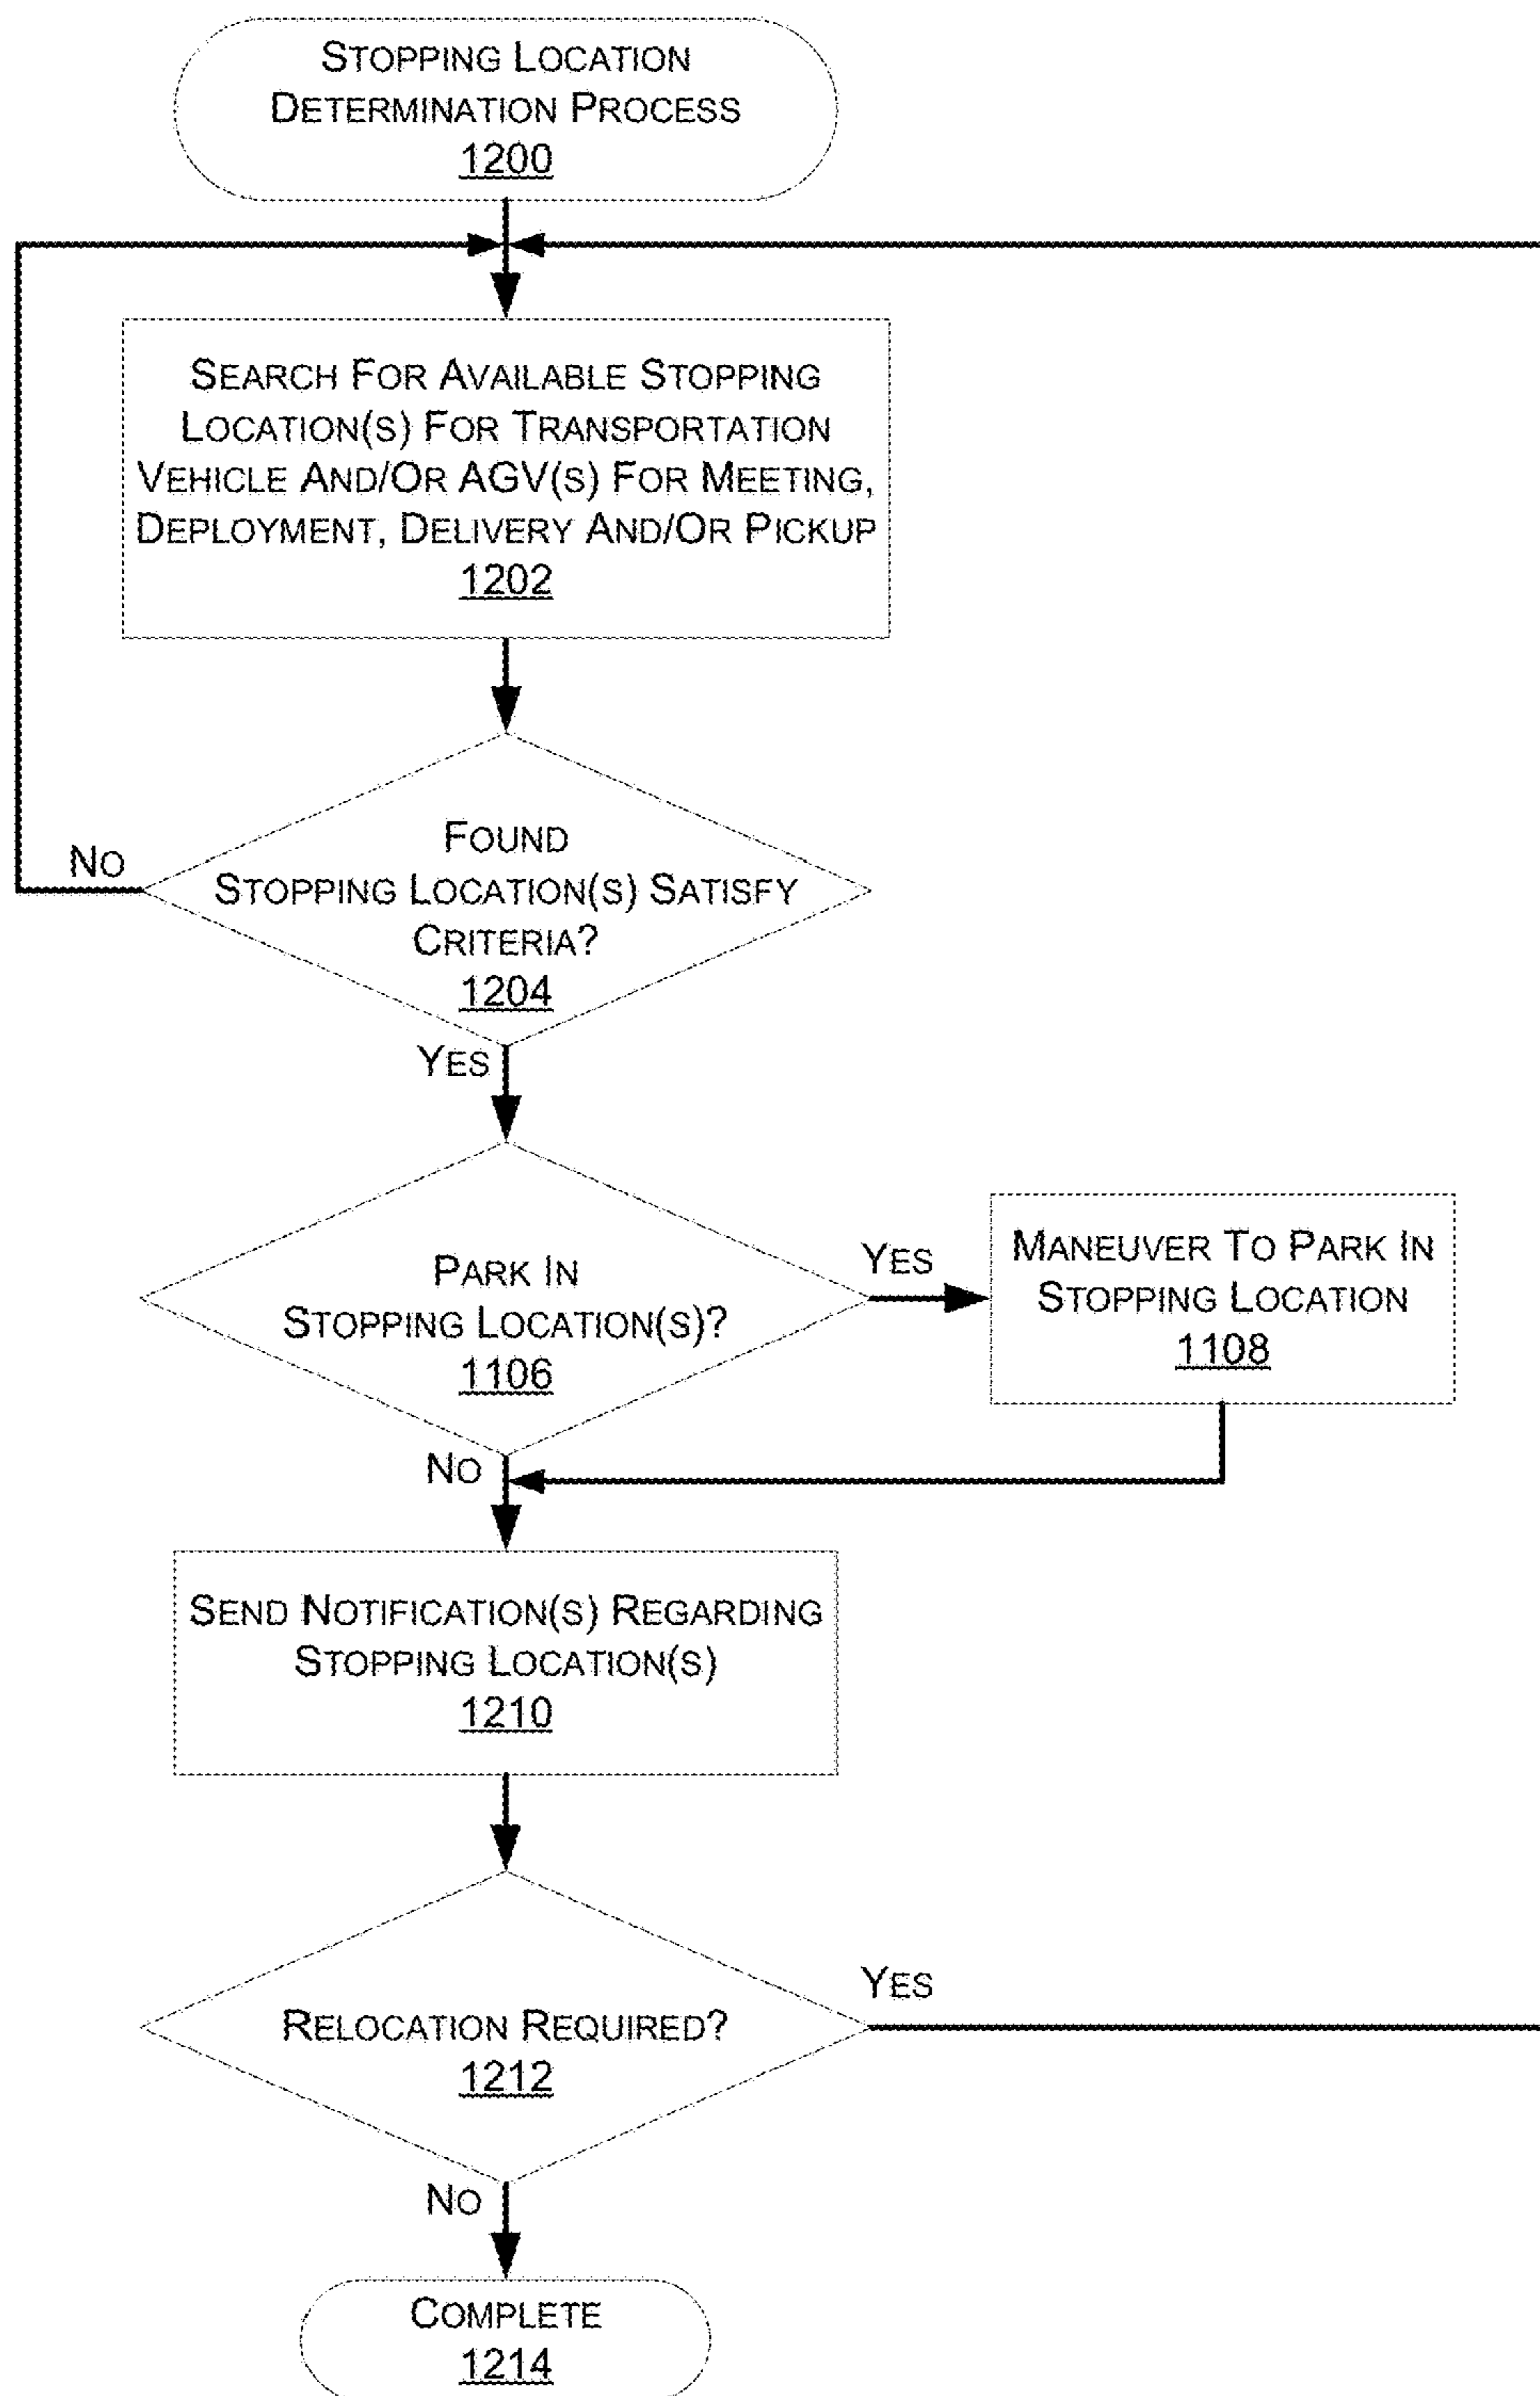 STOPPING LOCATION
DETERMINATION PROCESS
1200
SEARCH FOR AVAILABLE STOPPING
LOCATION(S) FOR TRANSPORTATION
VEHICLE AND/OR AGV(S) FOR MEETING,
DEPLOYMENT, DELIVERY AND/OR PICKUP
1202
FOUND
STOPPING LOCATION(S) SATISFY
CRITERIA?
1204
NO
YES
PARK IN
STOPPING LOCATION(S)?
1106
YES
MANEUVER TO PARK IN
STOPPING LOCATION
1108
NO
SEND NOTIFICATION(S) REGARDING
STOPPING LOCATION(S)
1210
RELOCATION REQUIRED?
1212
YES
NO
COMPLETE
1214